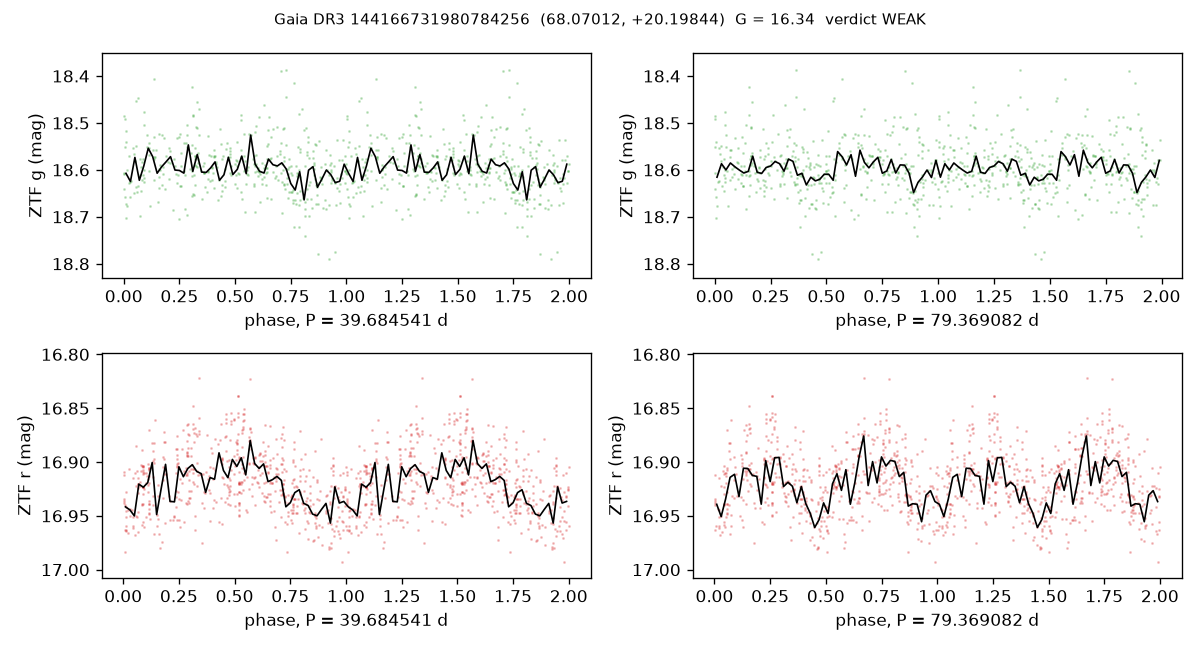 Gaia DR3 144166731980784256  (68.07012, +20.19844)  G = 16.34  verdict WEAK
18.4
18.5
18.6
18.7
18.8
ZTF g (mag)
0.00 0.25 0.50 0.75 1.00 1.25 1.50 1.75 2.00
phase, P = 39.684541 d
18.4
18.5
18.6
18.7
18.8
ZTF g (mag)
0.00 0.25 0.50 0.75 1.00 1.25 1.50 1.75 2.00
phase, P = 79.369082 d
16.80
16.85
16.90
16.95
17.00
ZTF r (mag)
0.00 0.25 0.50 0.75 1.00 1.25 1.50 1.75 2.00
phase, P = 39.684541 d
16.80
16.85
16.90
16.95
17.00
ZTF r (mag)
0.00 0.25 0.50 0.75 1.00 1.25 1.50 1.75 2.00
phase, P = 79.369082 d